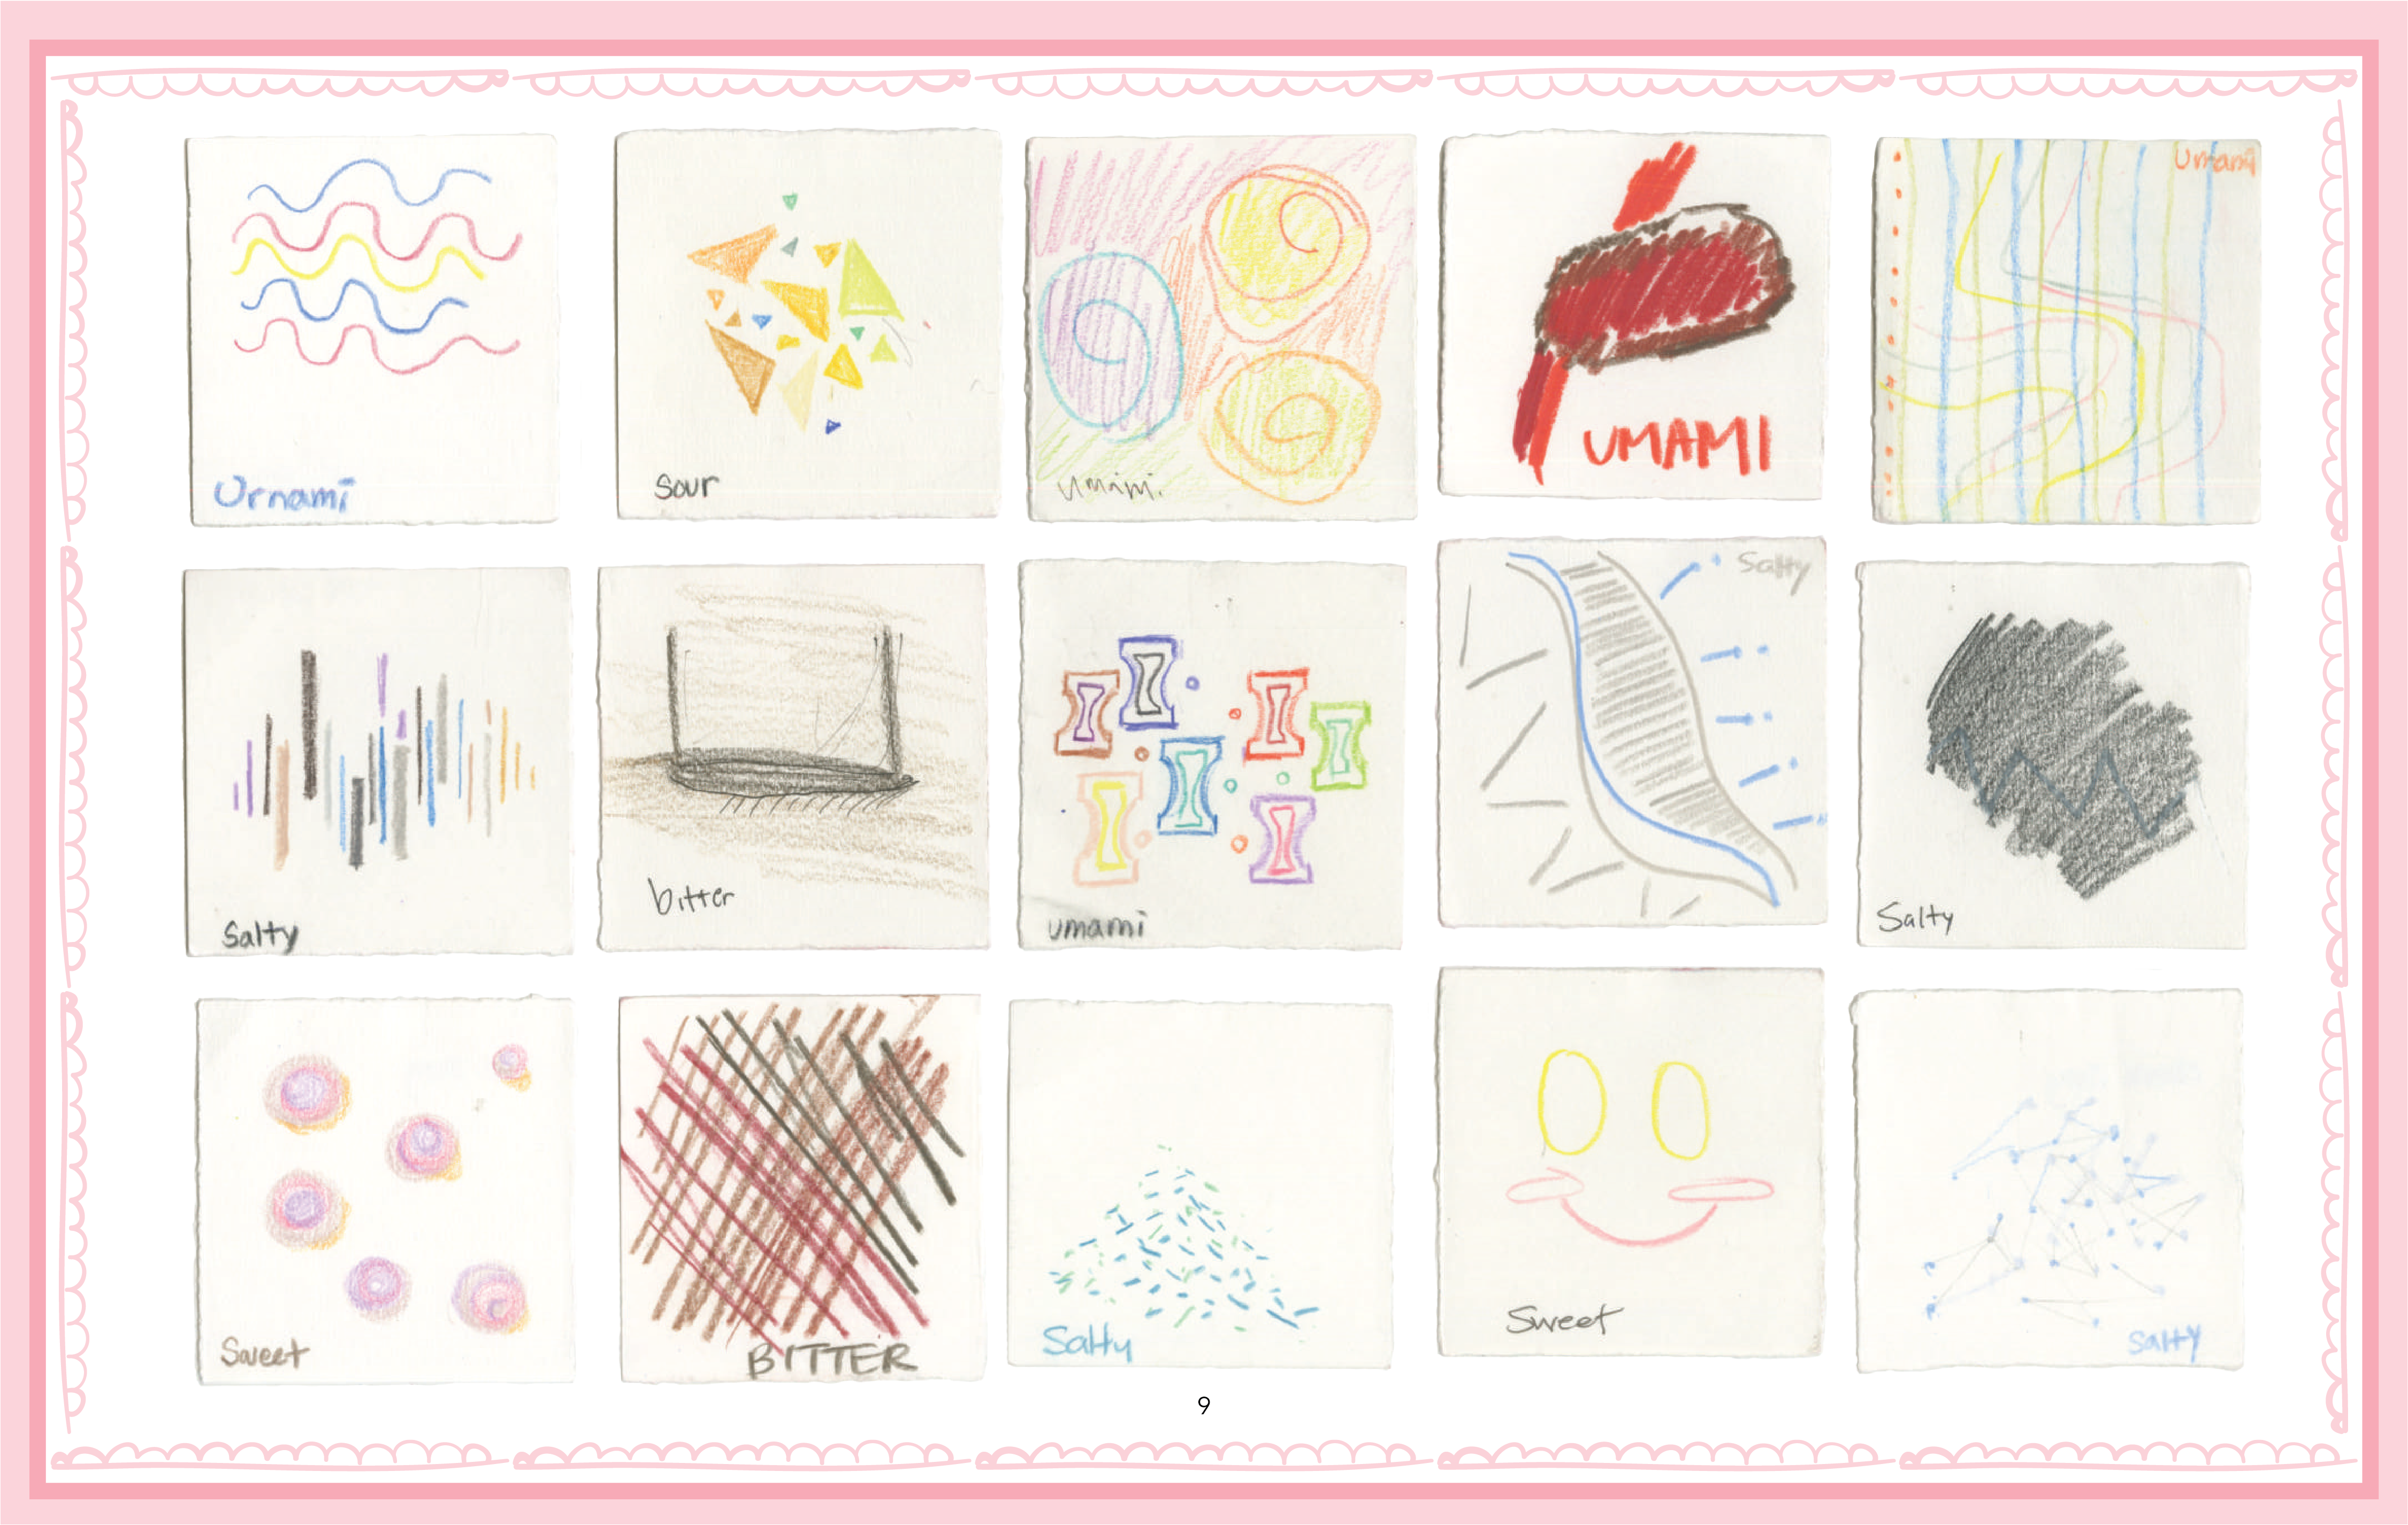 Urnami
Sour
umami.
UMAMI
Umami
Salty
bitter
umami
Salty
Salty
Sweet
BITTER
Salty
Sweet
Salty
9